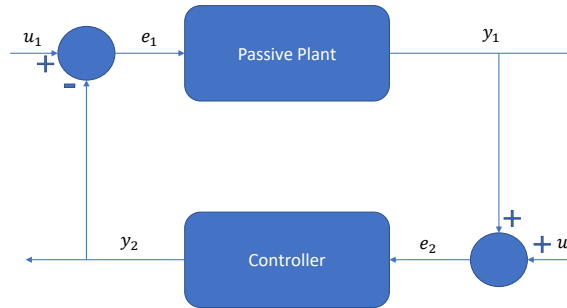 u₁
+
-
e₁
Passive Plant
y₁
y₂
Controller
e₂
+
+
u